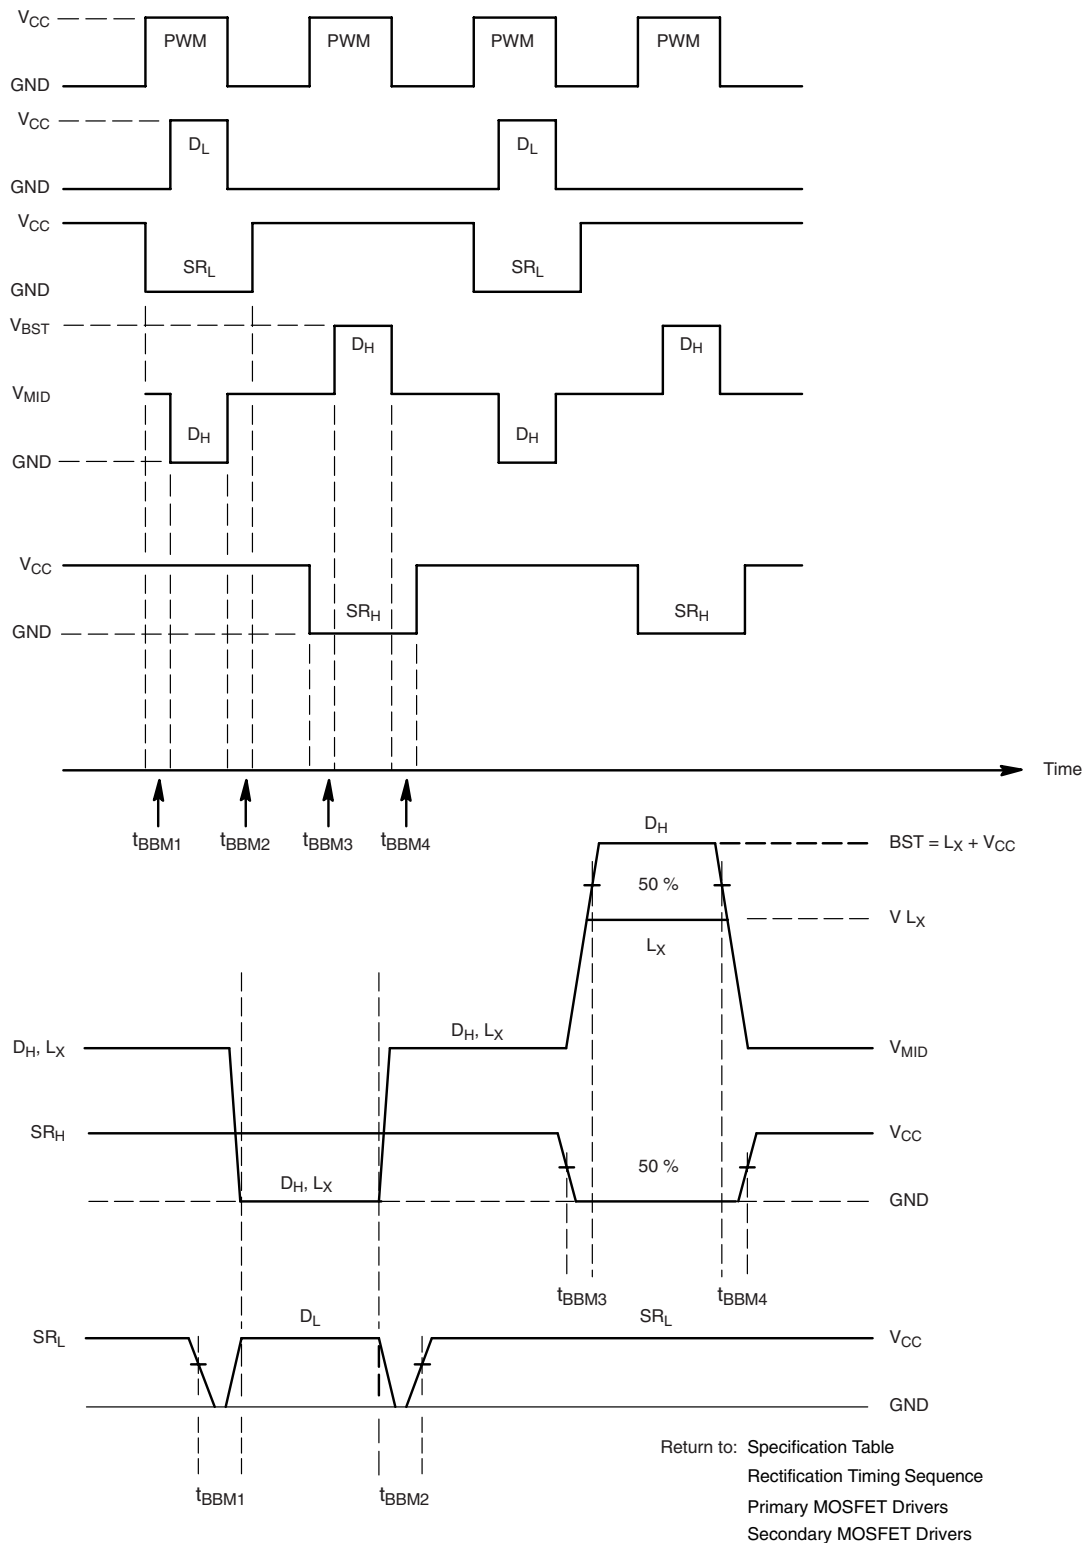 VCC PWM PWM PWM PWM
GND
VCC DL DL
GND
VCC
SRL SRL
GND
VBST DH DH
VMID
DH DH
GND
VCC
SRH SRH
GND
Time
tBBM1 tBBM2 tBBM3 tBBM4
DH
BST = LX + VCC
50 %
V LX
LX
DH, LX
DH, LX VMID
SRH VCC
50 %
DH, LX
GND
tBBM3 tBBM4
DL SRL
SRL VCC
GND
Return to: Specification Table
Rectification Timing Sequence
tBBM1 tBBM2
Primary MOSFET Drivers
Secondary MOSFET Drivers